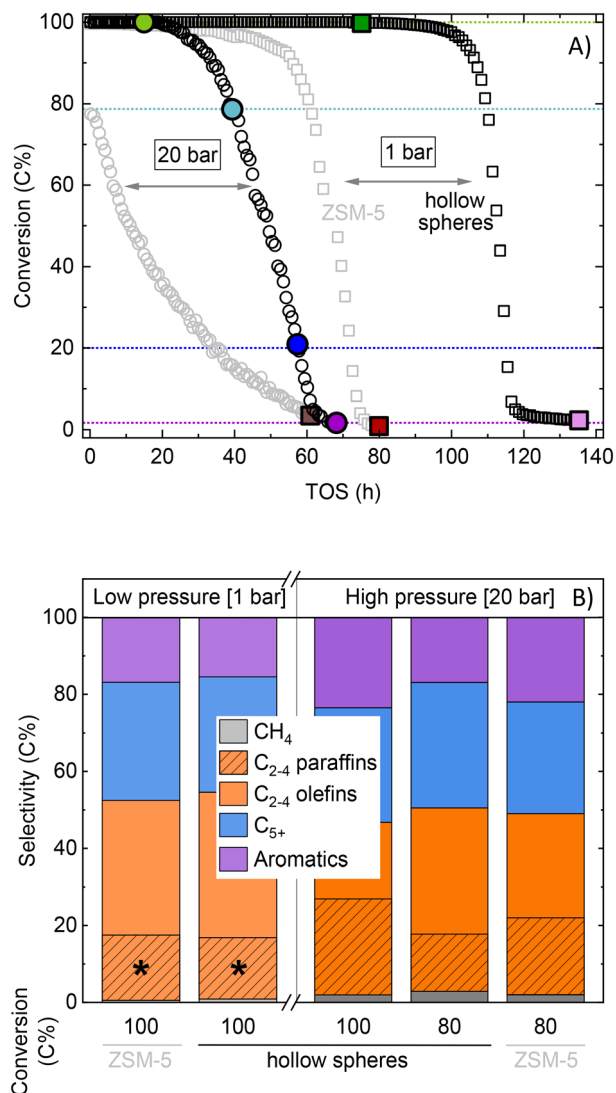 A)
100
80
60
40
20
0
Conversion (C%)
20 bar
1 bar
ZSM-5
hollow
spheres
0 20 40 60 80 100 120 140
TOS (h)
Low pressure [1 bar] High pressure [20 bar] B)
100
80
60
40
20
0
Selectivity (C%)
CH4
C2-4 paraffins
C2-4 olefins
C5+
Aromatics
* *
Conversion
(C%)
100 100 100 80 80
ZSM-5 hollow spheres ZSM-5